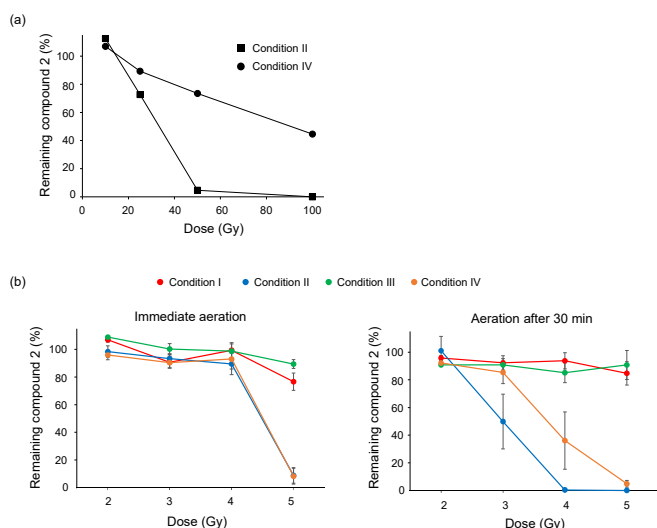 (a)
Remaining compound 2 (%)
100
80
60
40
20
0
0
20
40
60
80
100
Dose (Gy)
Condition II
Condition IV
(b)
Condition I
Condition II
Condition III
Condition IV
Immediate aeration
Remaining compound 2 (%)
100
80
60
40
20
0
2
3
4
5
Dose (Gy)
Aeration after 30 min
Remaining compound 2 (%)
100
80
60
40
20
0
2
3
4
5
Dose (Gy)